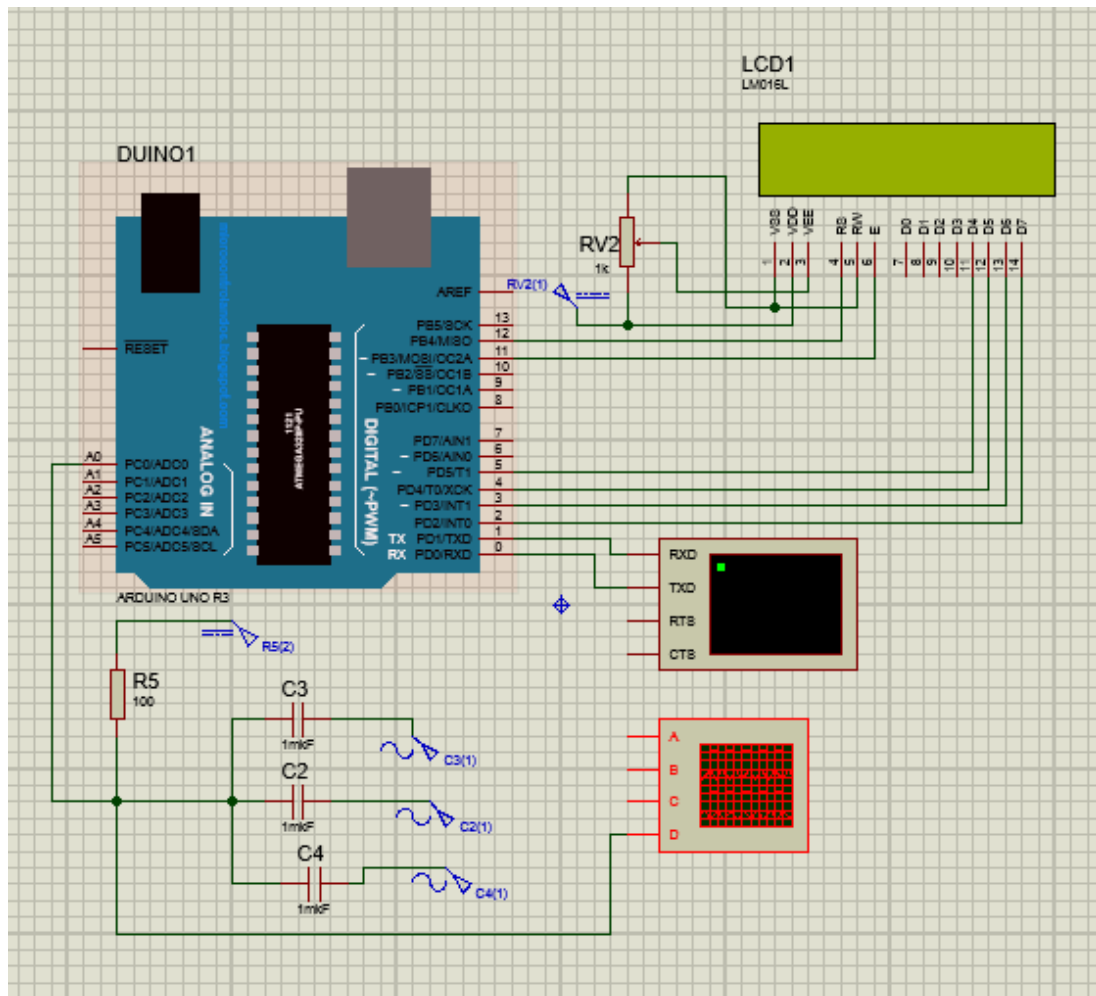 LCD1
LM016L
DUINO1
VSS VDD VEE RS RW E D0 D1 D2 D3 D4 D5 D6 D7
1 2 3 4 5 6 7 8 9 10 11 12 13 14
RV2
1k
RV2(1)
AREF
PB5/SCK 13
PB4/MISO 12
PB3/MOSI/OC2A 11
PB2/SS/OC1B 10
PB1/OC1A 9
PB0/ICP1/CLKO 8
RESET
PD7/AIN1 7
PD6/AIN0 6
PD5/T1 5
PD4/T0/XCK 4
PD3/INT1 3
PD2/INT0 2
TX PD1/TXD 1
RX PD0/RXD 0
ANALOG IN
DIGITAL (~PWM)
ATMEGA328P-PU
1121
A0 PC0/ADC0
A1 PC1/ADC1
A2 PC2/ADC2
A3 PC3/ADC3
A4 PC4/ADC4/SDA
A5 PC5/ADC5/SCL
ARDUINO UNO R3
RXD
TXD
RTS
CTS
R5(2)
R5
100
C3
1mkF
C3(1)
C2
1mkF
C2(1)
C4
1mkF
C4(1)
A
B
C
D